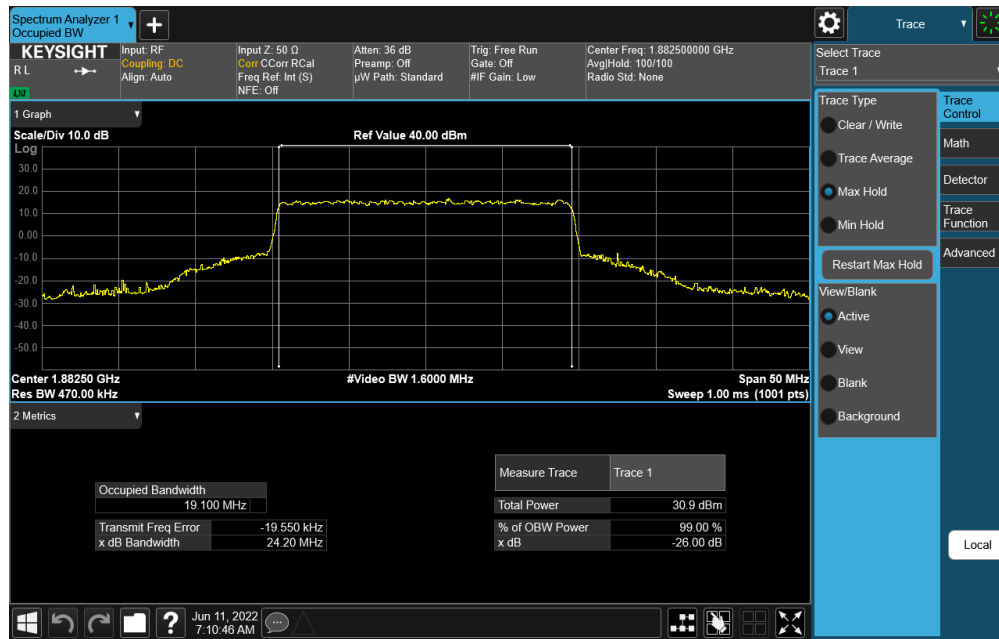 Spectrum Analyzer 1
Occupied BW
Trace
KEYSIGHT
R L
LXI
Input: RF
Coupling: DC
Align: Auto
Input Z: 50 Ω
Corr CCorr RCal
Freq Ref: Int (S)
NFE: Off
Atten: 36 dB
Preamp: Off
µW Path: Standard
Trig: Free Run
Gate: Off
#IF Gain: Low
Center Freq: 1.882500000 GHz
Avg|Hold: 100/100
Radio Std: None
Select Trace
Trace 1
1 Graph
Scale/Div 10.0 dB
Ref Value 40.00 dBm
Log
30.0
20.0
10.0
0.00
-10.0
-20.0
-30.0
-40.0
-50.0
Center 1.88250 GHz
#Video BW 1.6000 MHz
Span 50 MHz
Res BW 470.00 kHz
Sweep 1.00 ms (1001 pts)
2 Metrics
Measure Trace
Trace 1
Occupied Bandwidth
19.100 MHz
Total Power
30.9 dBm
Transmit Freq Error
-19.550 kHz
% of OBW Power
99.00 %
x dB Bandwidth
24.20 MHz
x dB
-26.00 dB
Trace Type
Clear / Write
Trace Average
Max Hold
Min Hold
Restart Max Hold
View/Blank
Active
View
Blank
Background
Trace
Control
Math
Detector
Trace
Function
Advanced
Local
?
Jun 11, 2022
7:10:46 AM